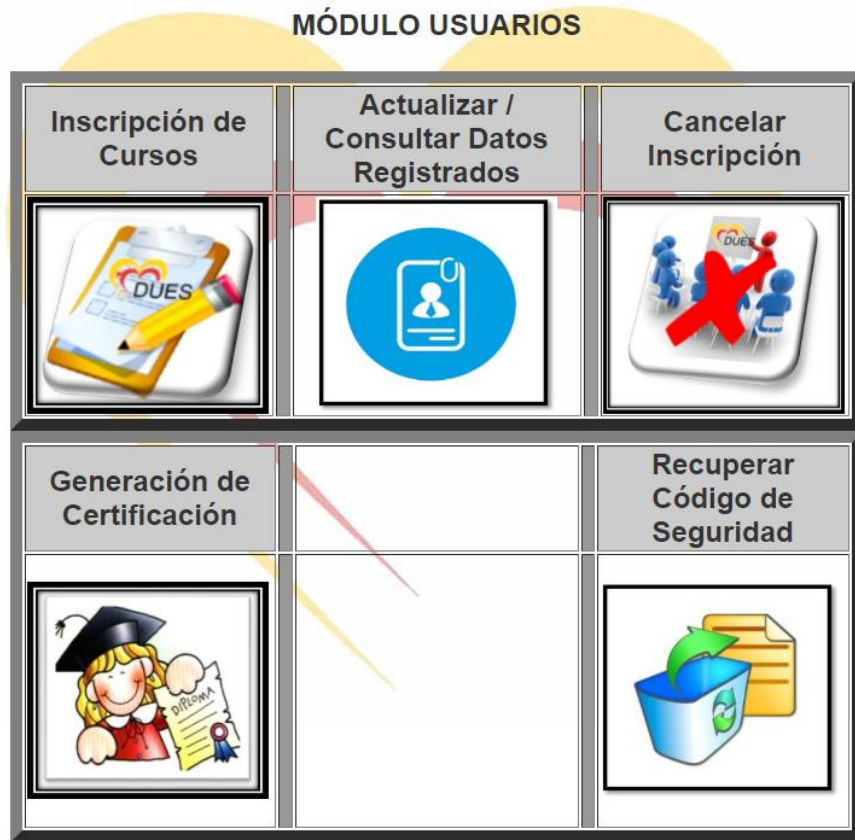 MÓDULO USUARIOS
Inscripción de
Cursos
Actualizar /
Consultar Datos
Registrados
Cancelar
Inscripción
DUES
DUES
Generación de
Certificación
Recuperar
Código de
Seguridad
DIPLOMA